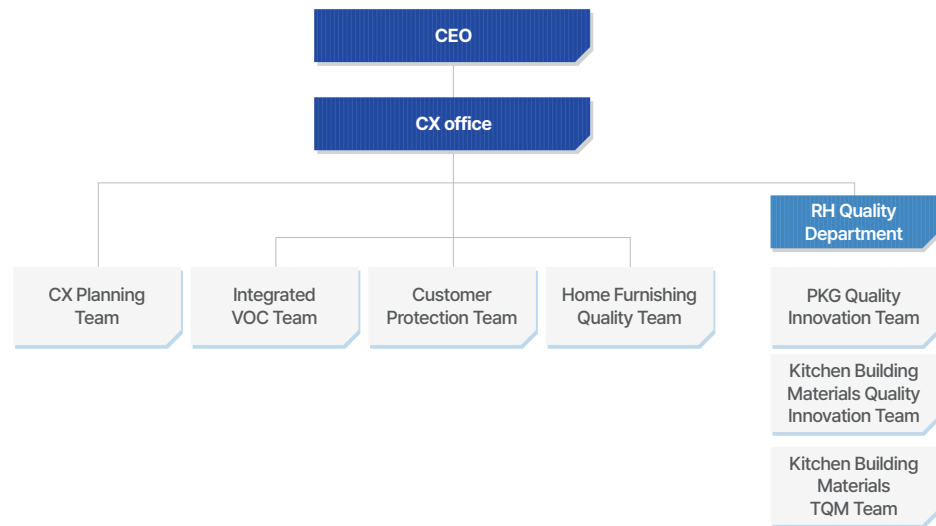 CEO
CX office
RH Quality
Department
CX Planning
Team
Integrated
VOC Team
Customer
Protection Team
Home Furnishing
Quality Team
PKG Quality
Innovation Team
Kitchen Building
Materials Quality
Innovation Team
Kitchen Building
Materials
TQM Team